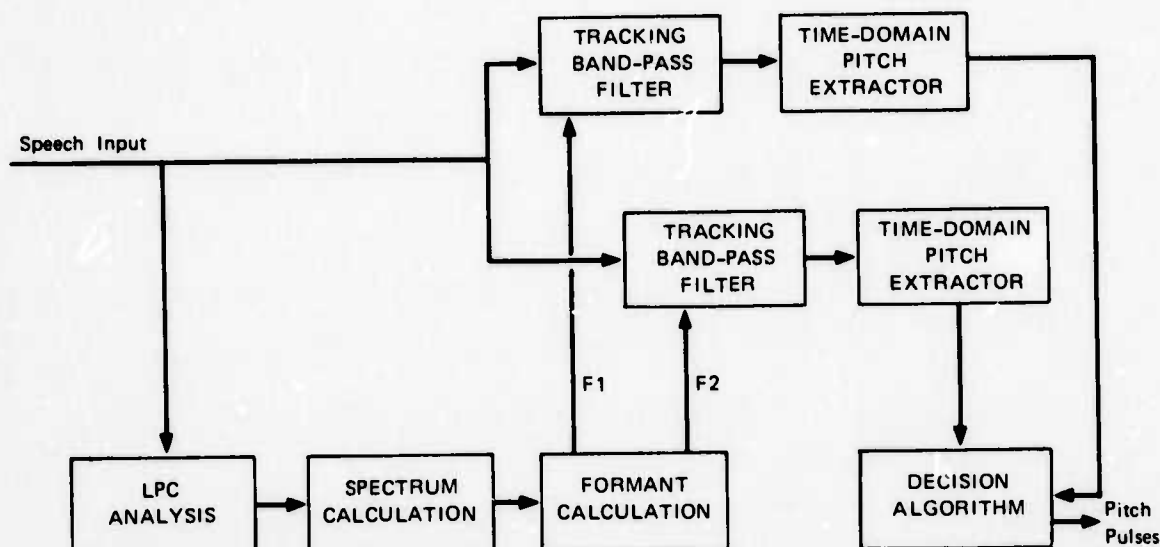 TRACKING
BAND-PASS
FILTER
TIME-DOMAIN
PITCH
EXTRACTOR
Speech Input
TRACKING
BAND-PASS
FILTER
TIME-DOMAIN
PITCH
EXTRACTOR
F1
F2
LPC
ANALYSIS
SPECTRUM
CALCULATION
FORMANT
CALCULATION
DECISION
ALGORITHM
Pitch
Pulses